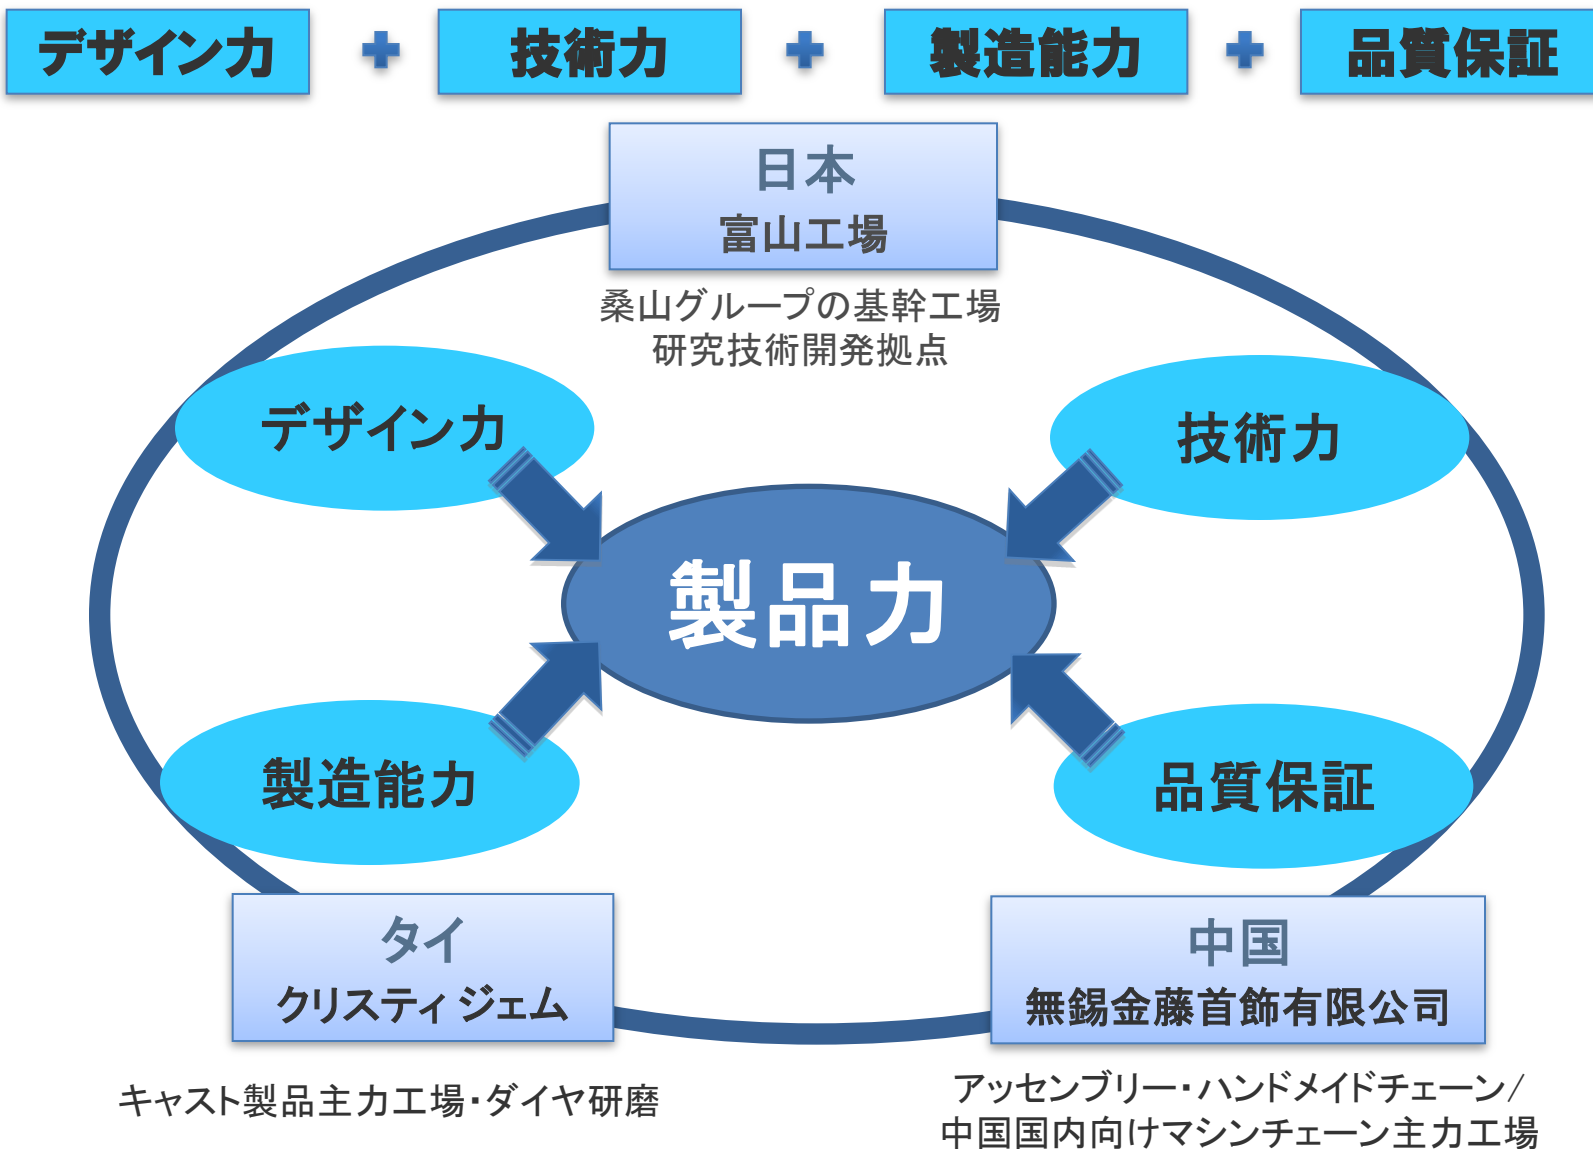 デザイン力 + 技術力 + 製造能力 + 品質保証
日本
富山工場
桑山グループの基幹工場
研究技術開発拠点
デザイン力
技術力
製品力
製造能力
品質保証
タイ
クリスティ ジェム
キャスト製品主力工場・ダイヤ研磨
中国
無錫金藤首飾有限公司
アッセンブリー・ハンドメイドチェーン/
中国国内向けマシンチェーン主力工場